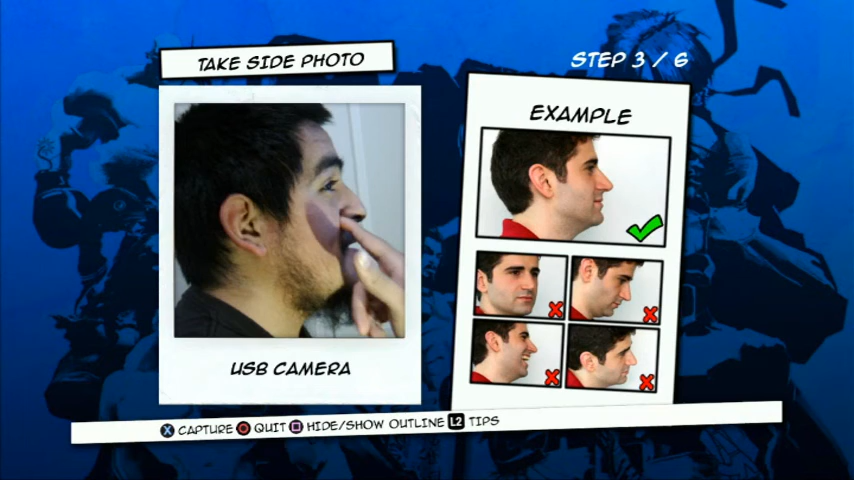 TAKE SIDE PHOTO
STEP 3 / 6
EXAMPLE
USB CAMERA
X CAPTURE QUIT HIDE/SHOW OUTLINE L2 TIPS